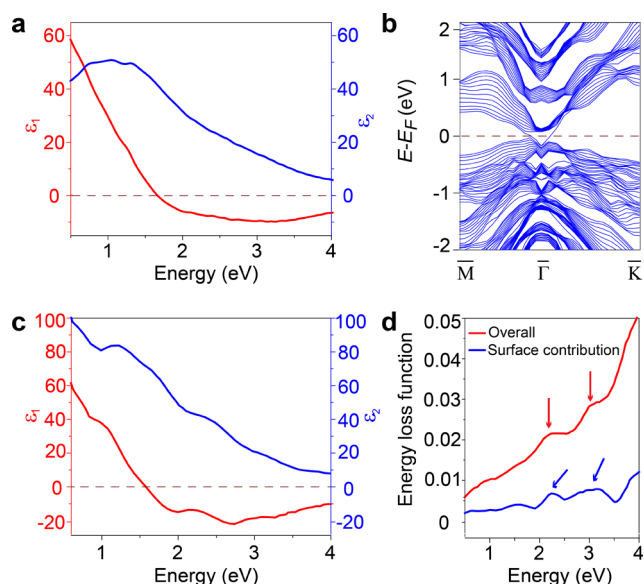 a
60
40
20
0
ε1
60
40
20
0
ε2
1
2
3
4
Energy (eV)
b
2
1
0
-1
-2
E-EF (eV)
M̅
Γ̅
K̅
c
100
80
60
40
20
0
-20
ε1
100
80
60
40
20
0
-20
ε2
1
2
3
4
Energy (eV)
d
0.05
0.04
0.03
0.02
0.01
0
Energy loss function
Overall
Surface contribution
1
2
3
4
Energy (eV)